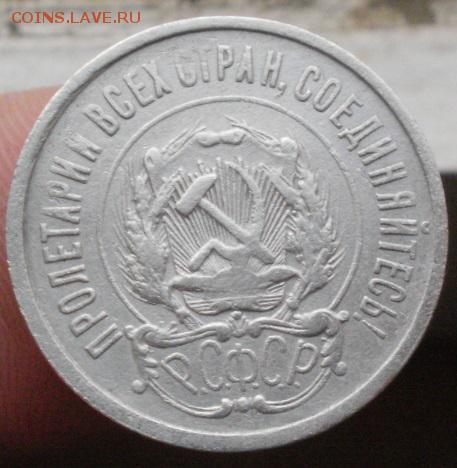 COINS.LAVE.RU
ПРОЛЕТАРИИ ВСЕХ СТРАН, СОЕДИНЯЙТЕСЬ!
Р.С.Ф.С.Р.